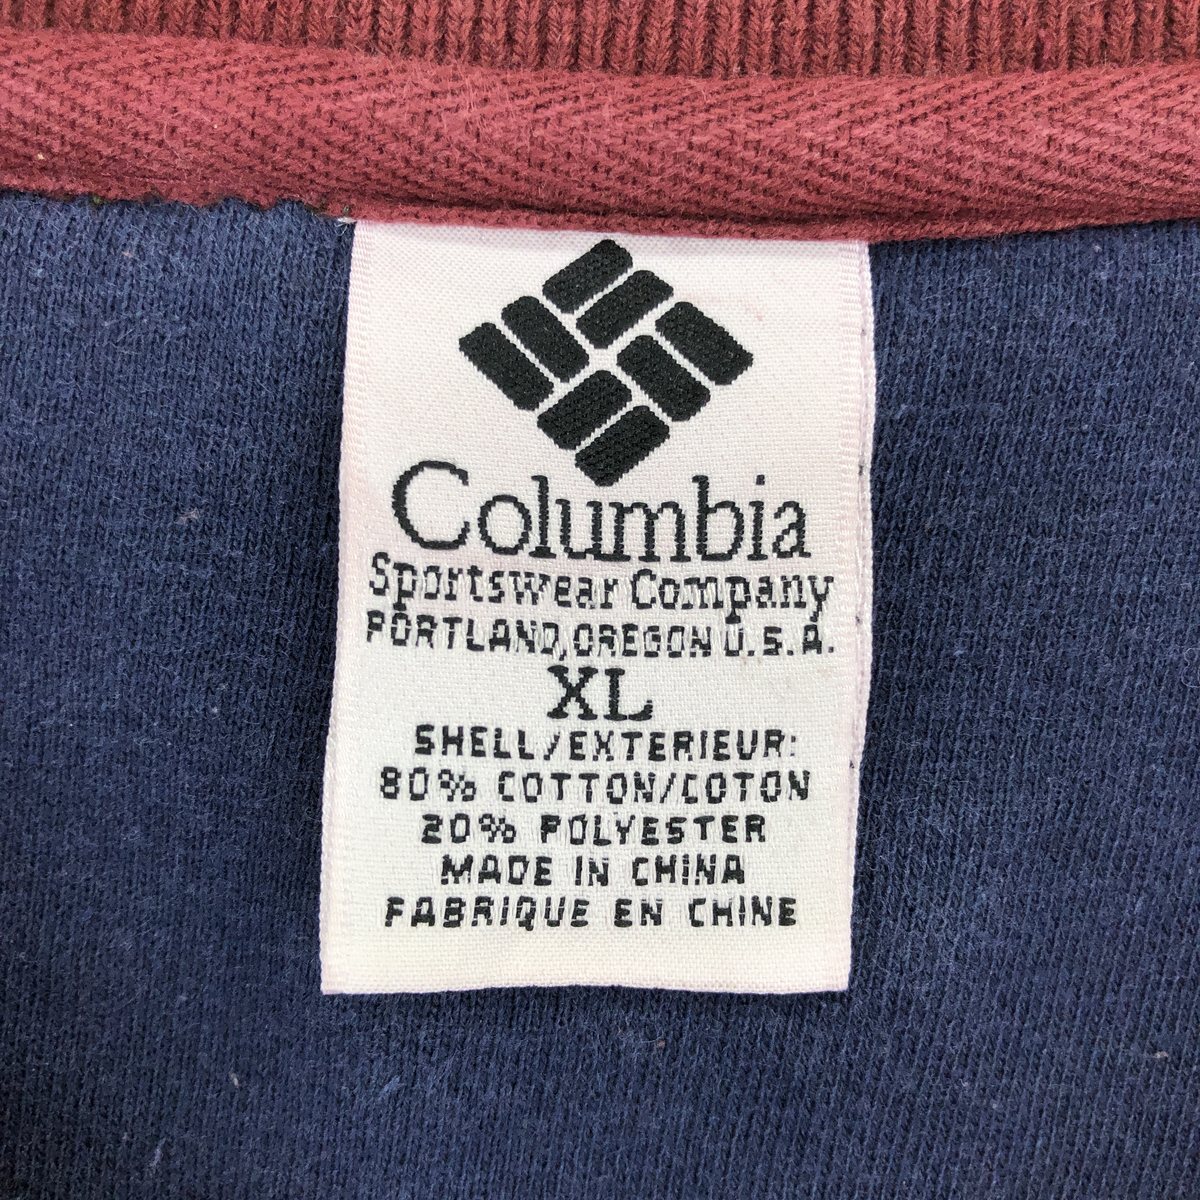 Columbia
Sportswear Company
PORTLAND, OREGON U.S.A.
XL
SHELL/EXTERIEUR:
80% COTTON/COTON
20% POLYESTER
MADE IN CHINA
FABRIQUE EN CHINE